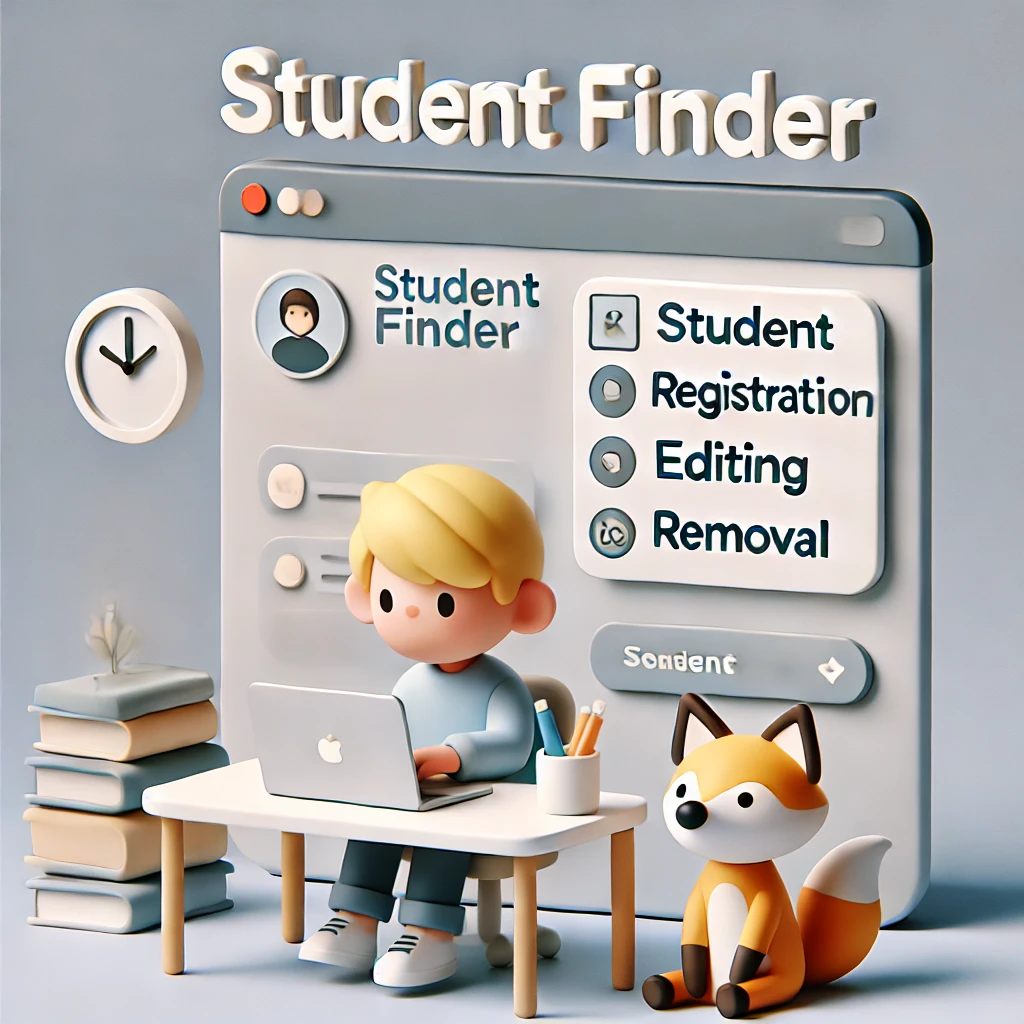 Student Finder
Student
Finder
Student
Registration
Editing
Removal
Sondent